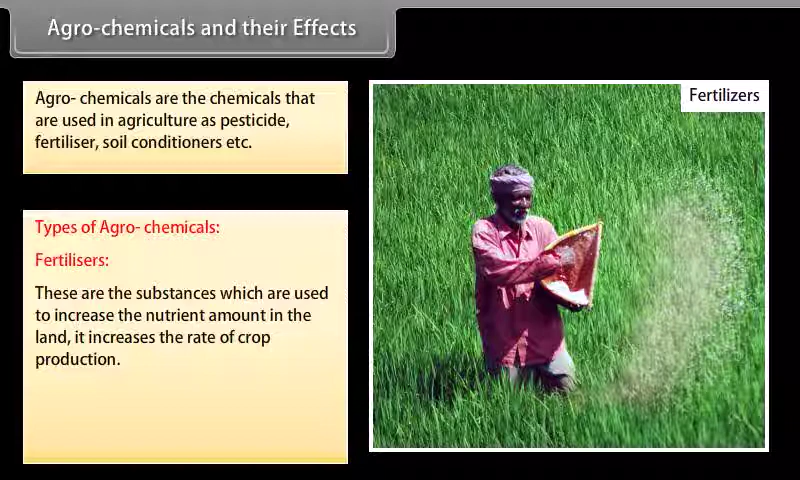 Agro-chemicals and their Effects
Agro- chemicals are the chemicals that
are used in agriculture as pesticide,
fertiliser, soil conditioners etc.
Fertilizers
Types of Agro- chemicals:
Fertilisers:
These are the substances which are used
to increase the nutrient amount in the
land, it increases the rate of crop
production.